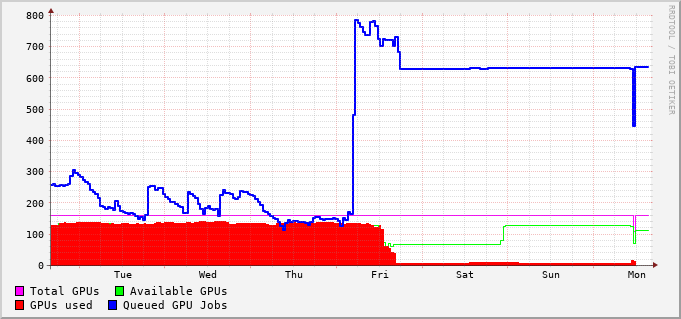 800
700
600
500
400
300
200
100
0
Tue Wed Thu Fri Sat Sun Mon
Total GPUs Available GPUs
GPUs used Queued GPU Jobs
RRDTOOL / TOBI OETIKER